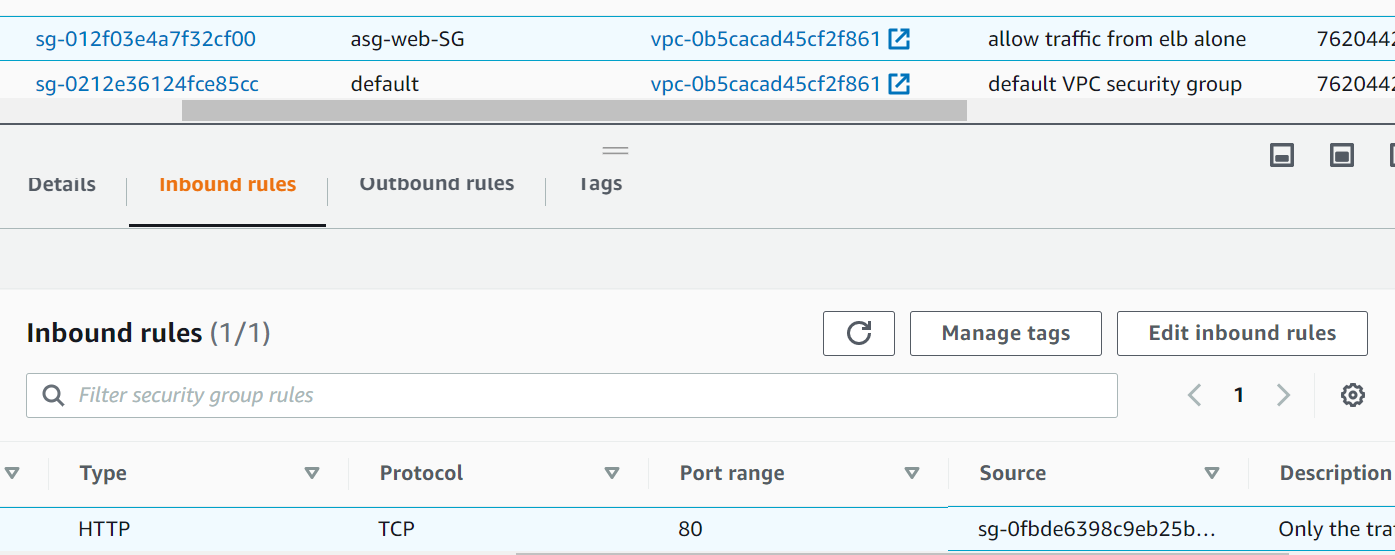 sg-012f03e4a7f32cf00 asg-web-SG vpc-0b5cacad45cf2f861 allow traffic from elb alone 7620442
sg-0212e36124fce85cc default vpc-0b5cacad45cf2f861 default VPC security group 7620442
Details Inbound rules Outbound rules Tags
Inbound rules (1/1) Manage tags Edit inbound rules
Filter security group rules 1
Type Protocol Port range Source Description
HTTP TCP 80 sg-0fbde6398c9eb25b... Only the tra